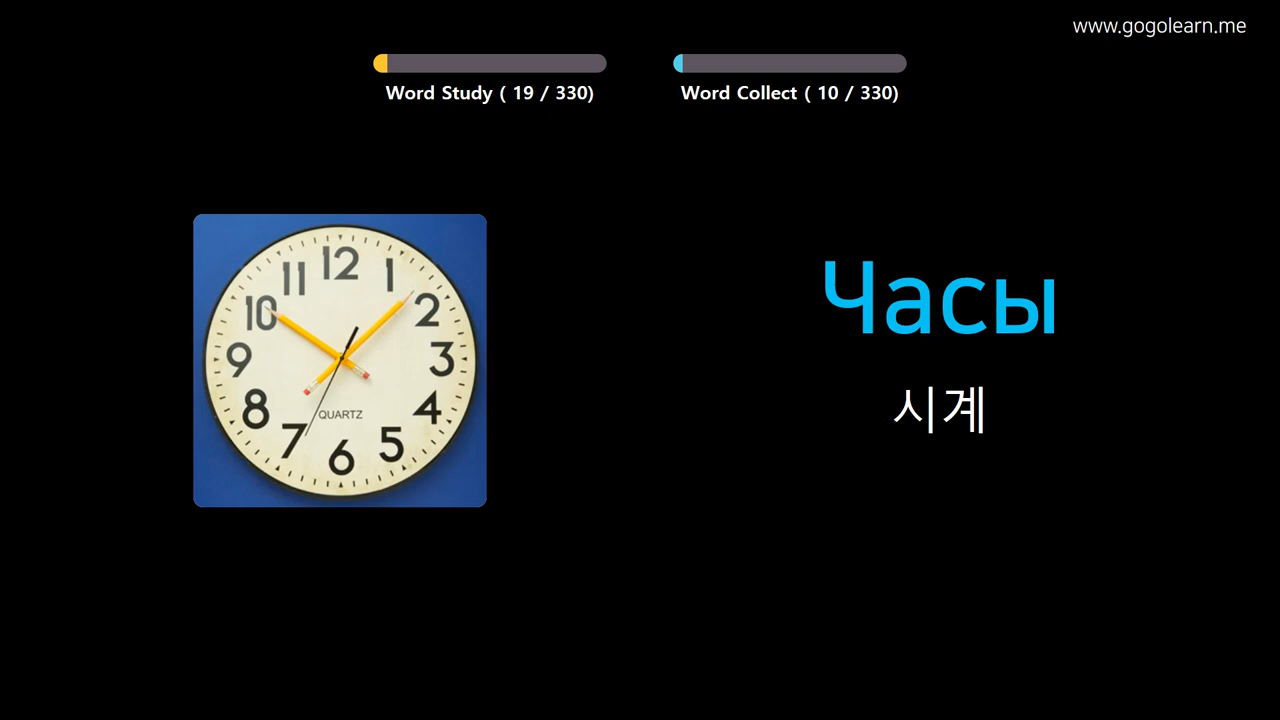 www.gogolearn.me
Word Study ( 19 / 330)
Word Collect ( 10 / 330)
12
11
1
10
2
9
3
8
4
7
5
6
QUARTZ
Часы
시계